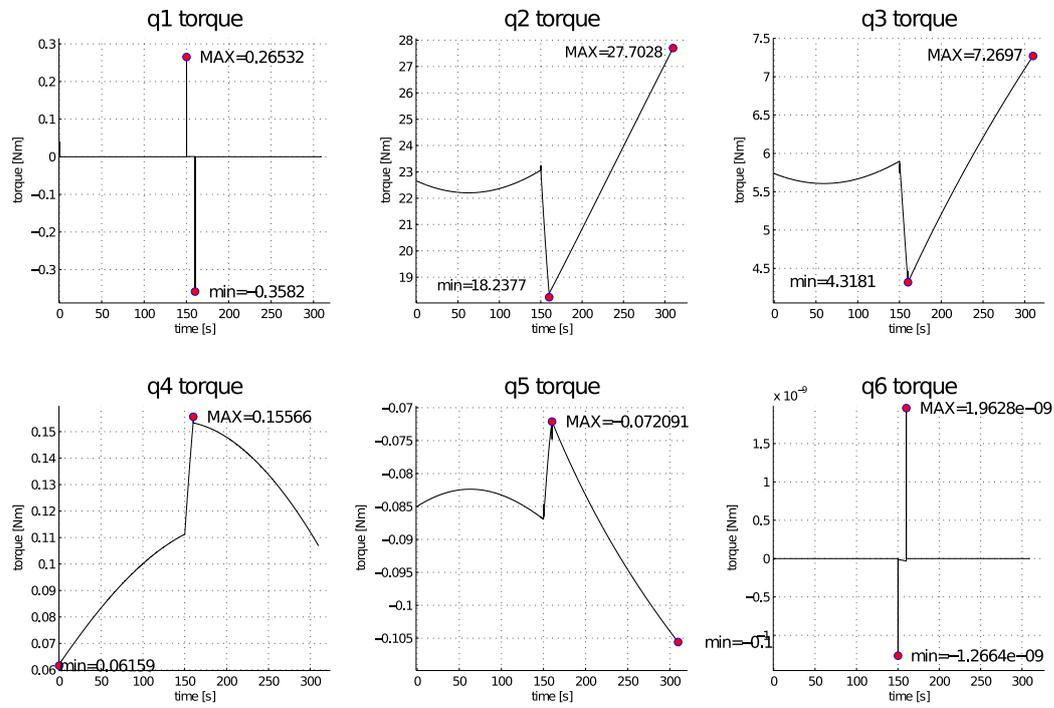 q1 torque
0.3
0.2
0.1
0
−0.1
−0.2
−0.3
torque [Nm]
MAX=0.26532
min=−0.3582
0 50 100 150 200 250 300
time [s]
q2 torque
28
27
26
25
24
23
22
21
20
19
torque [Nm]
MAX=27.7028
min=18.2377
0 50 100 150 200 250 300
time [s]
q3 torque
7.5
7
6.5
6
5.5
5
4.5
torque [Nm]
MAX=7.2697
min=4.3181
0 50 100 150 200 250 300
time [s]
q4 torque
0.15
0.14
0.13
0.12
0.11
0.1
0.09
0.08
0.07
0.06
torque [Nm]
MAX=0.15566
min=0.06159
0 50 100 150 200 250 300
time [s]
q5 torque
−0.07
−0.075
−0.08
−0.085
−0.09
−0.095
−0.1
−0.105
torque [Nm]
MAX=−0.072091
0 50 100 150 200 250 300
time [s]
q6 torque
x 10⁻⁹
1.5
1
0.5
0
−0.5
−1
torque [Nm]
MAX=1.9628e−09
min=−1.2664e−09
0 50 100 150 200 250 300
time [s]